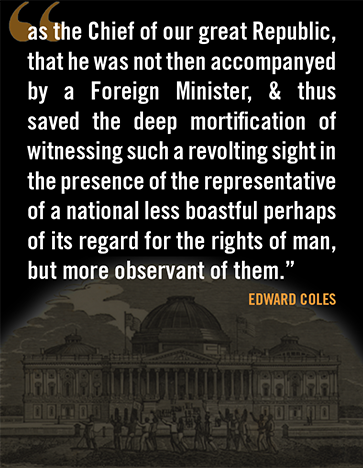 “as the Chief of our great Republic,
that he was not then accompanyed
by a Foreign Minister, & thus
saved the deep mortification of
witnessing such a revolting sight in
the presence of the representative
of a national less boastful perhaps
of its regard for the rights of man,
but more observant of them.”
EDWARD COLES